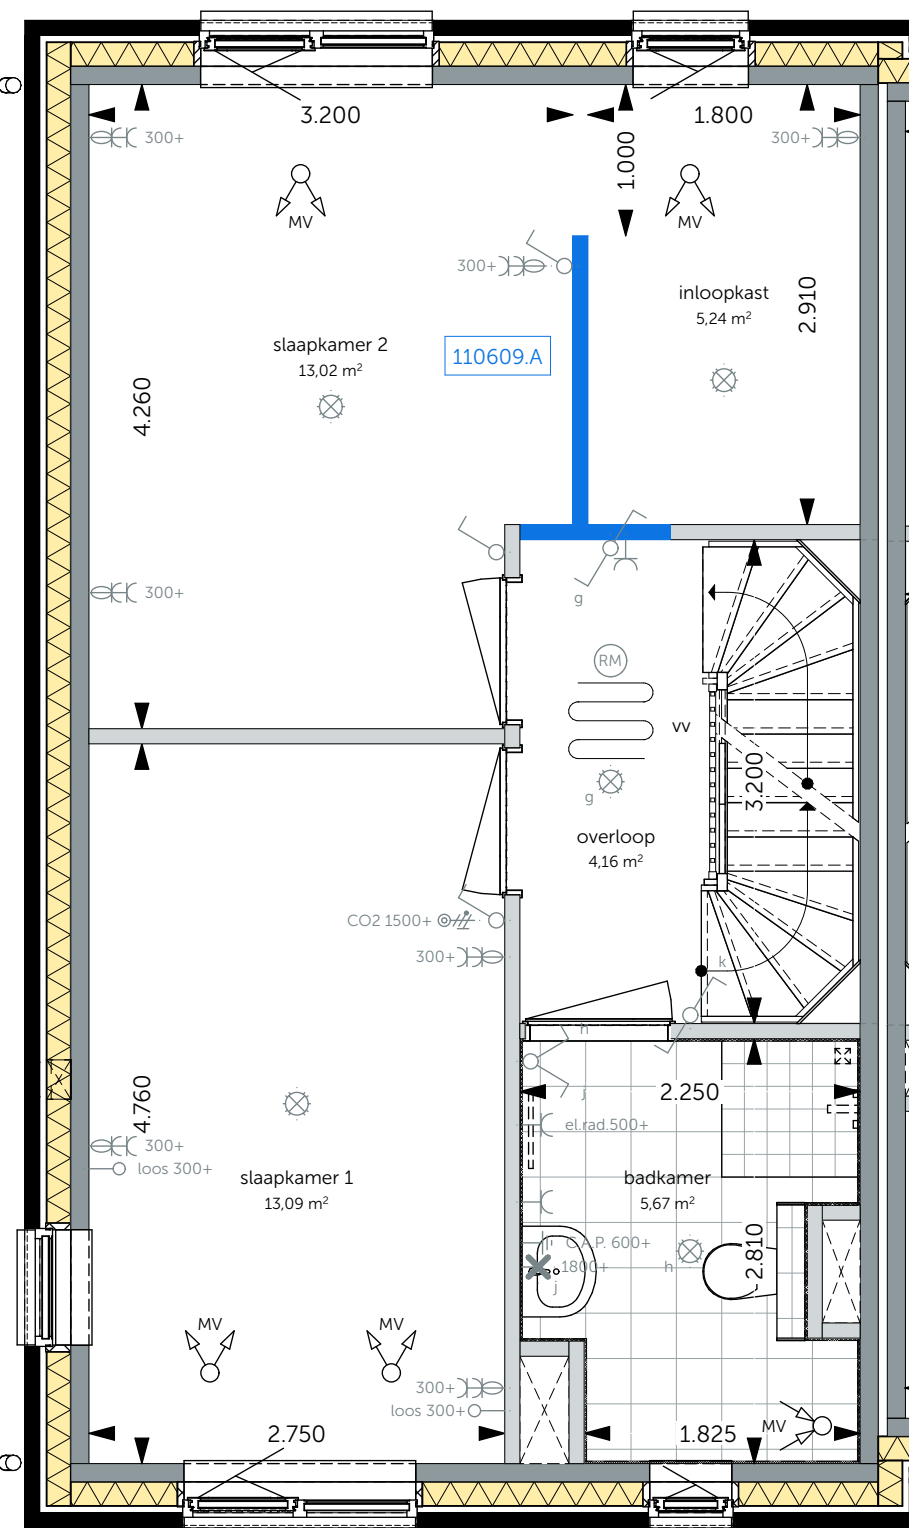 3.200
1.800
300+
300+
1.000
MV
MV
300+
inloopkast
5,24 m²
2.910
slaapkamer 2
13,02 m²
110609.A
4.260
300+
g
RM
vv
3.200
g
overloop
4,16 m²
CO2 1500+
300+
k
h
4.760
2.250
j
el.rad.500+
300+
loos 300+
slaapkamer 1
13,09 m²
badkamer
5,67 m²
2.810
C.A.P. 600+
h
1800+
j
MV
MV
300+
loos 300+
2.750
1.825
MV